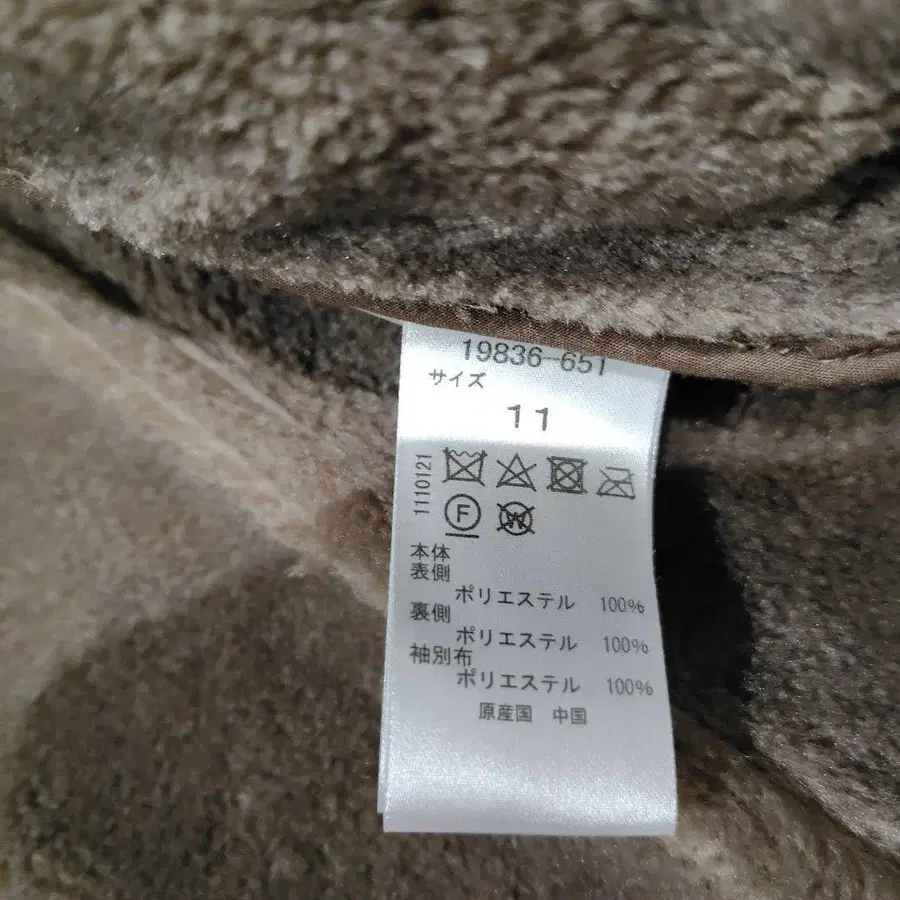 19836-651
サイズ
11
1110121
F
W
本体
表側
ポリエステル 100%
裏側
ポリエステル 100%
袖別布
ポリエステル 100%
原産国 中国